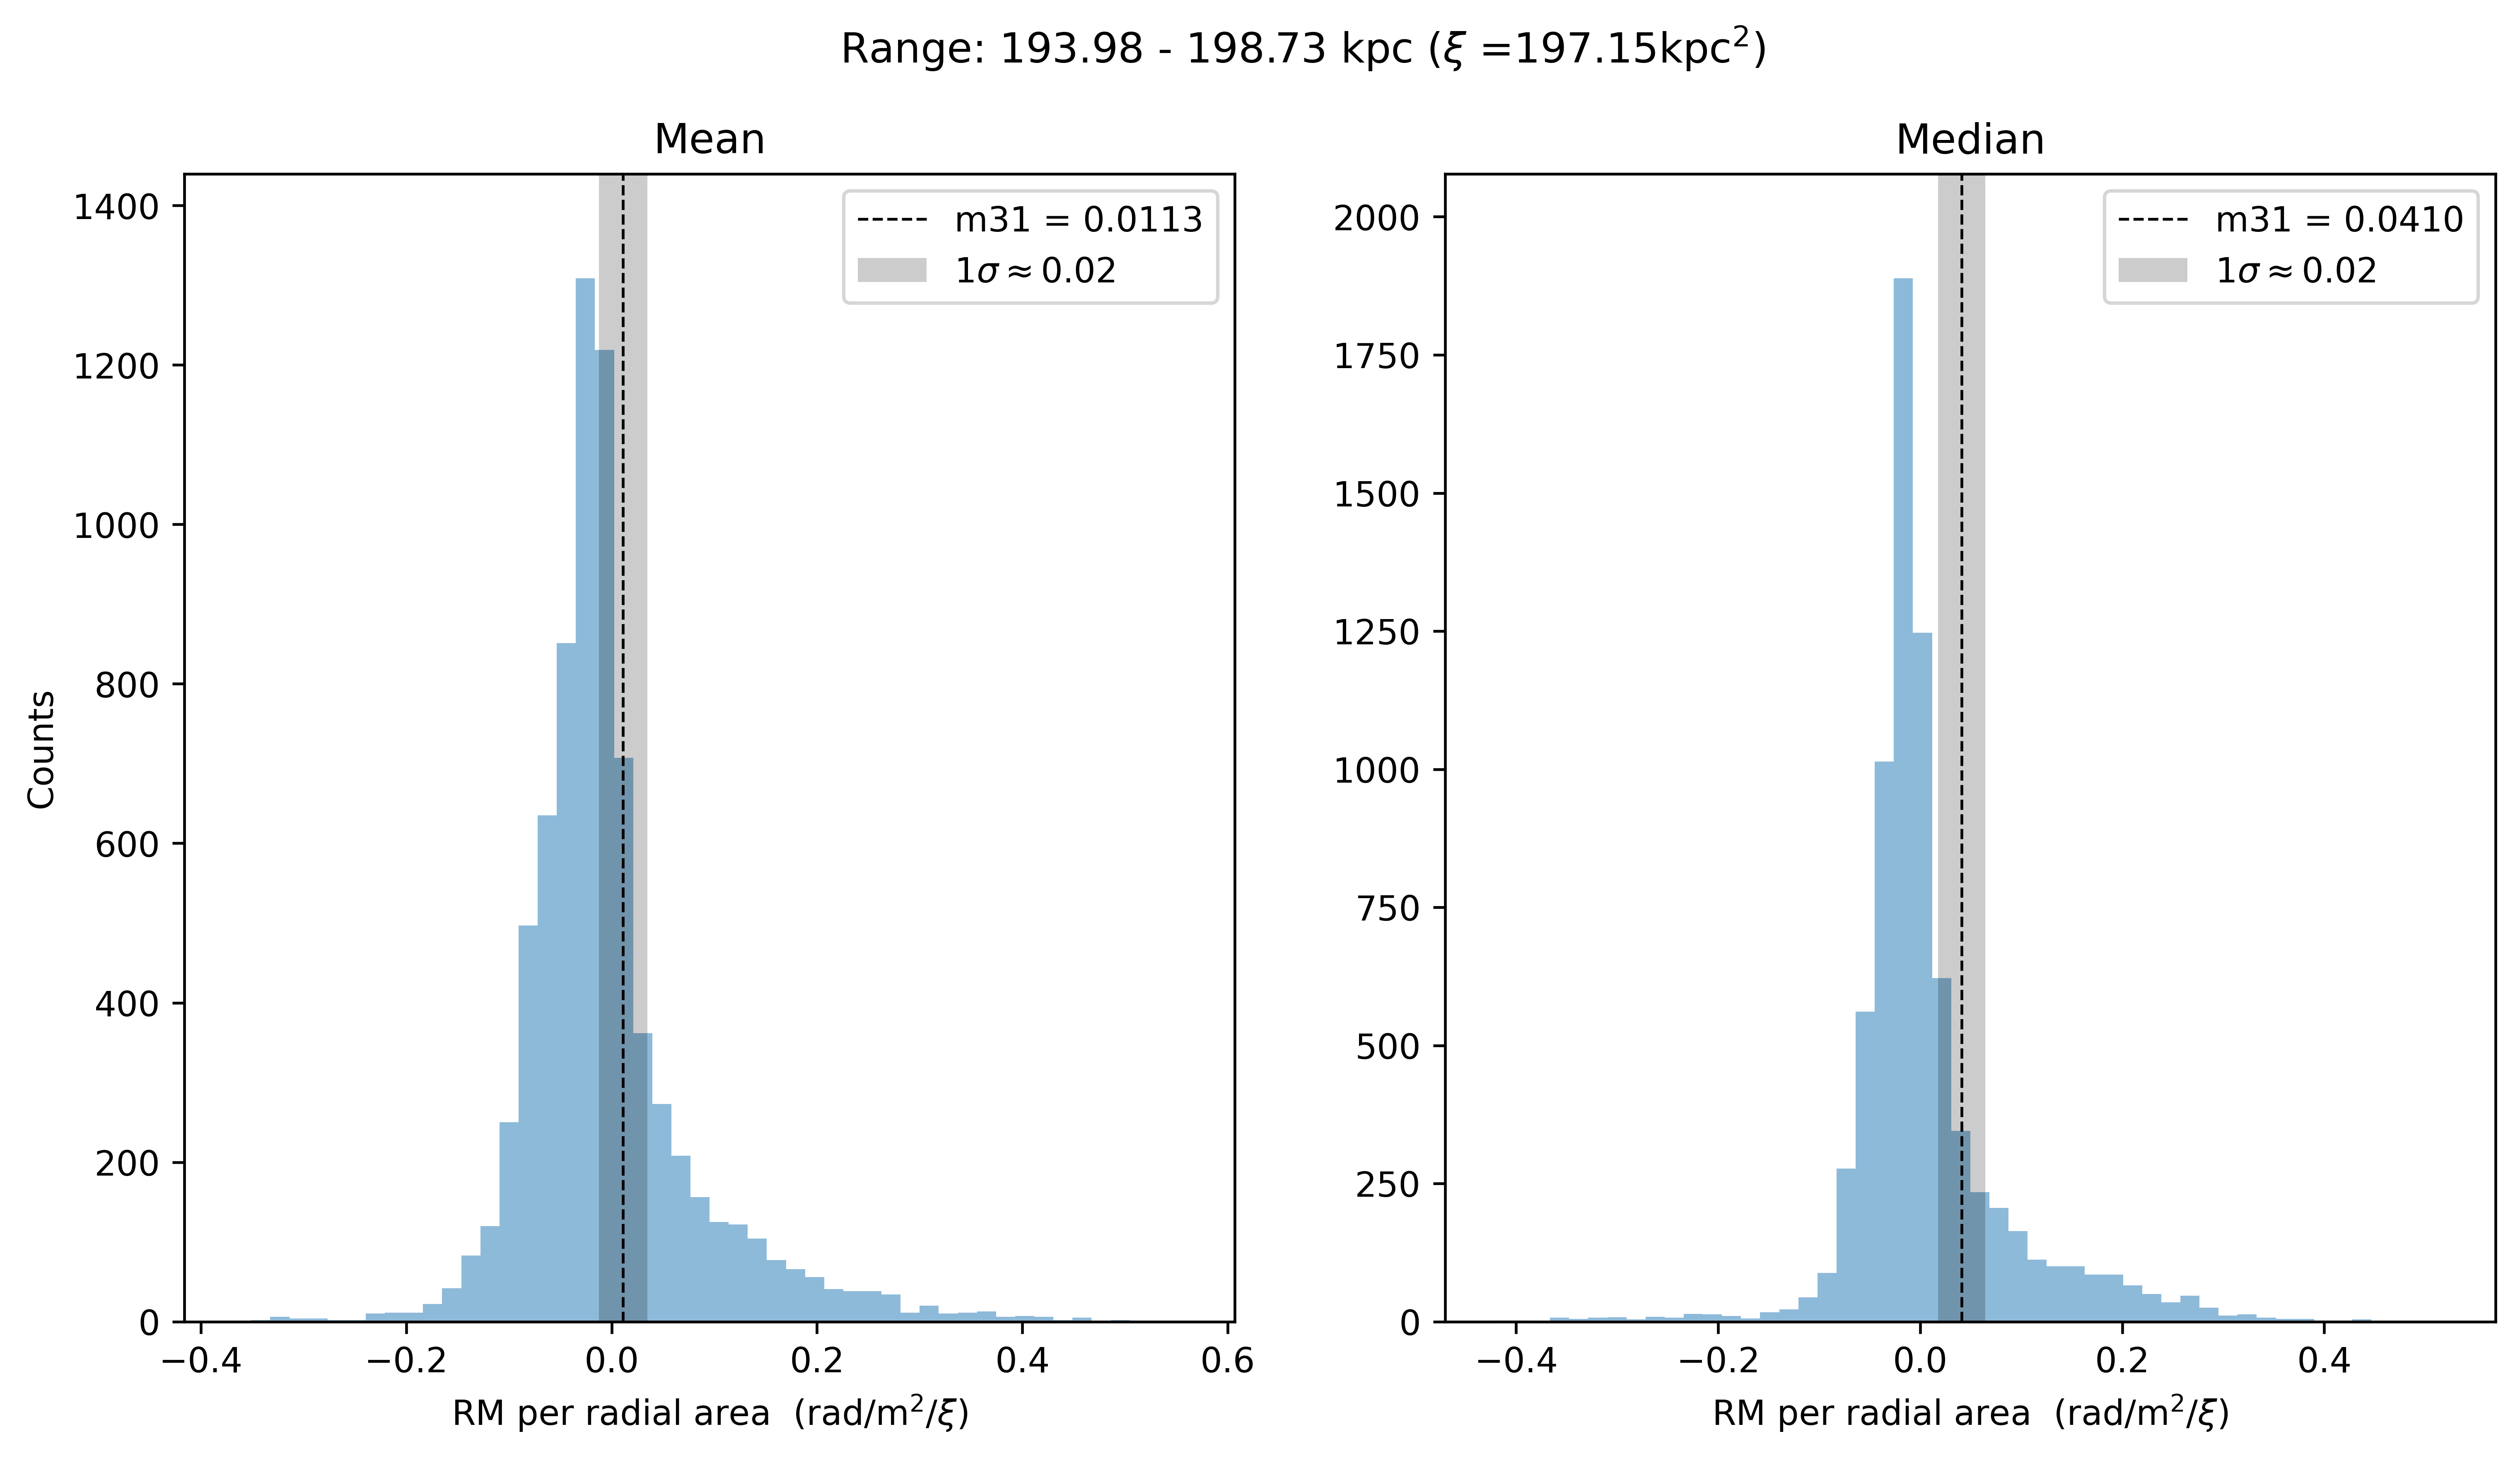 Range: 193.98 - 198.73 kpc (ξ =197.15kpc²)
Mean
1400
1200
1000
800
600
400
200
0
Counts
m31 = 0.0113
1σ ≈ 0.02
−0.4 −0.2 0.0 0.2 0.4 0.6
RM per radial area (rad/m²/ξ)
Median
2000
1750
1500
1250
1000
750
500
250
0
m31 = 0.0410
1σ ≈ 0.02
−0.4 −0.2 0.0 0.2 0.4
RM per radial area (rad/m²/ξ)